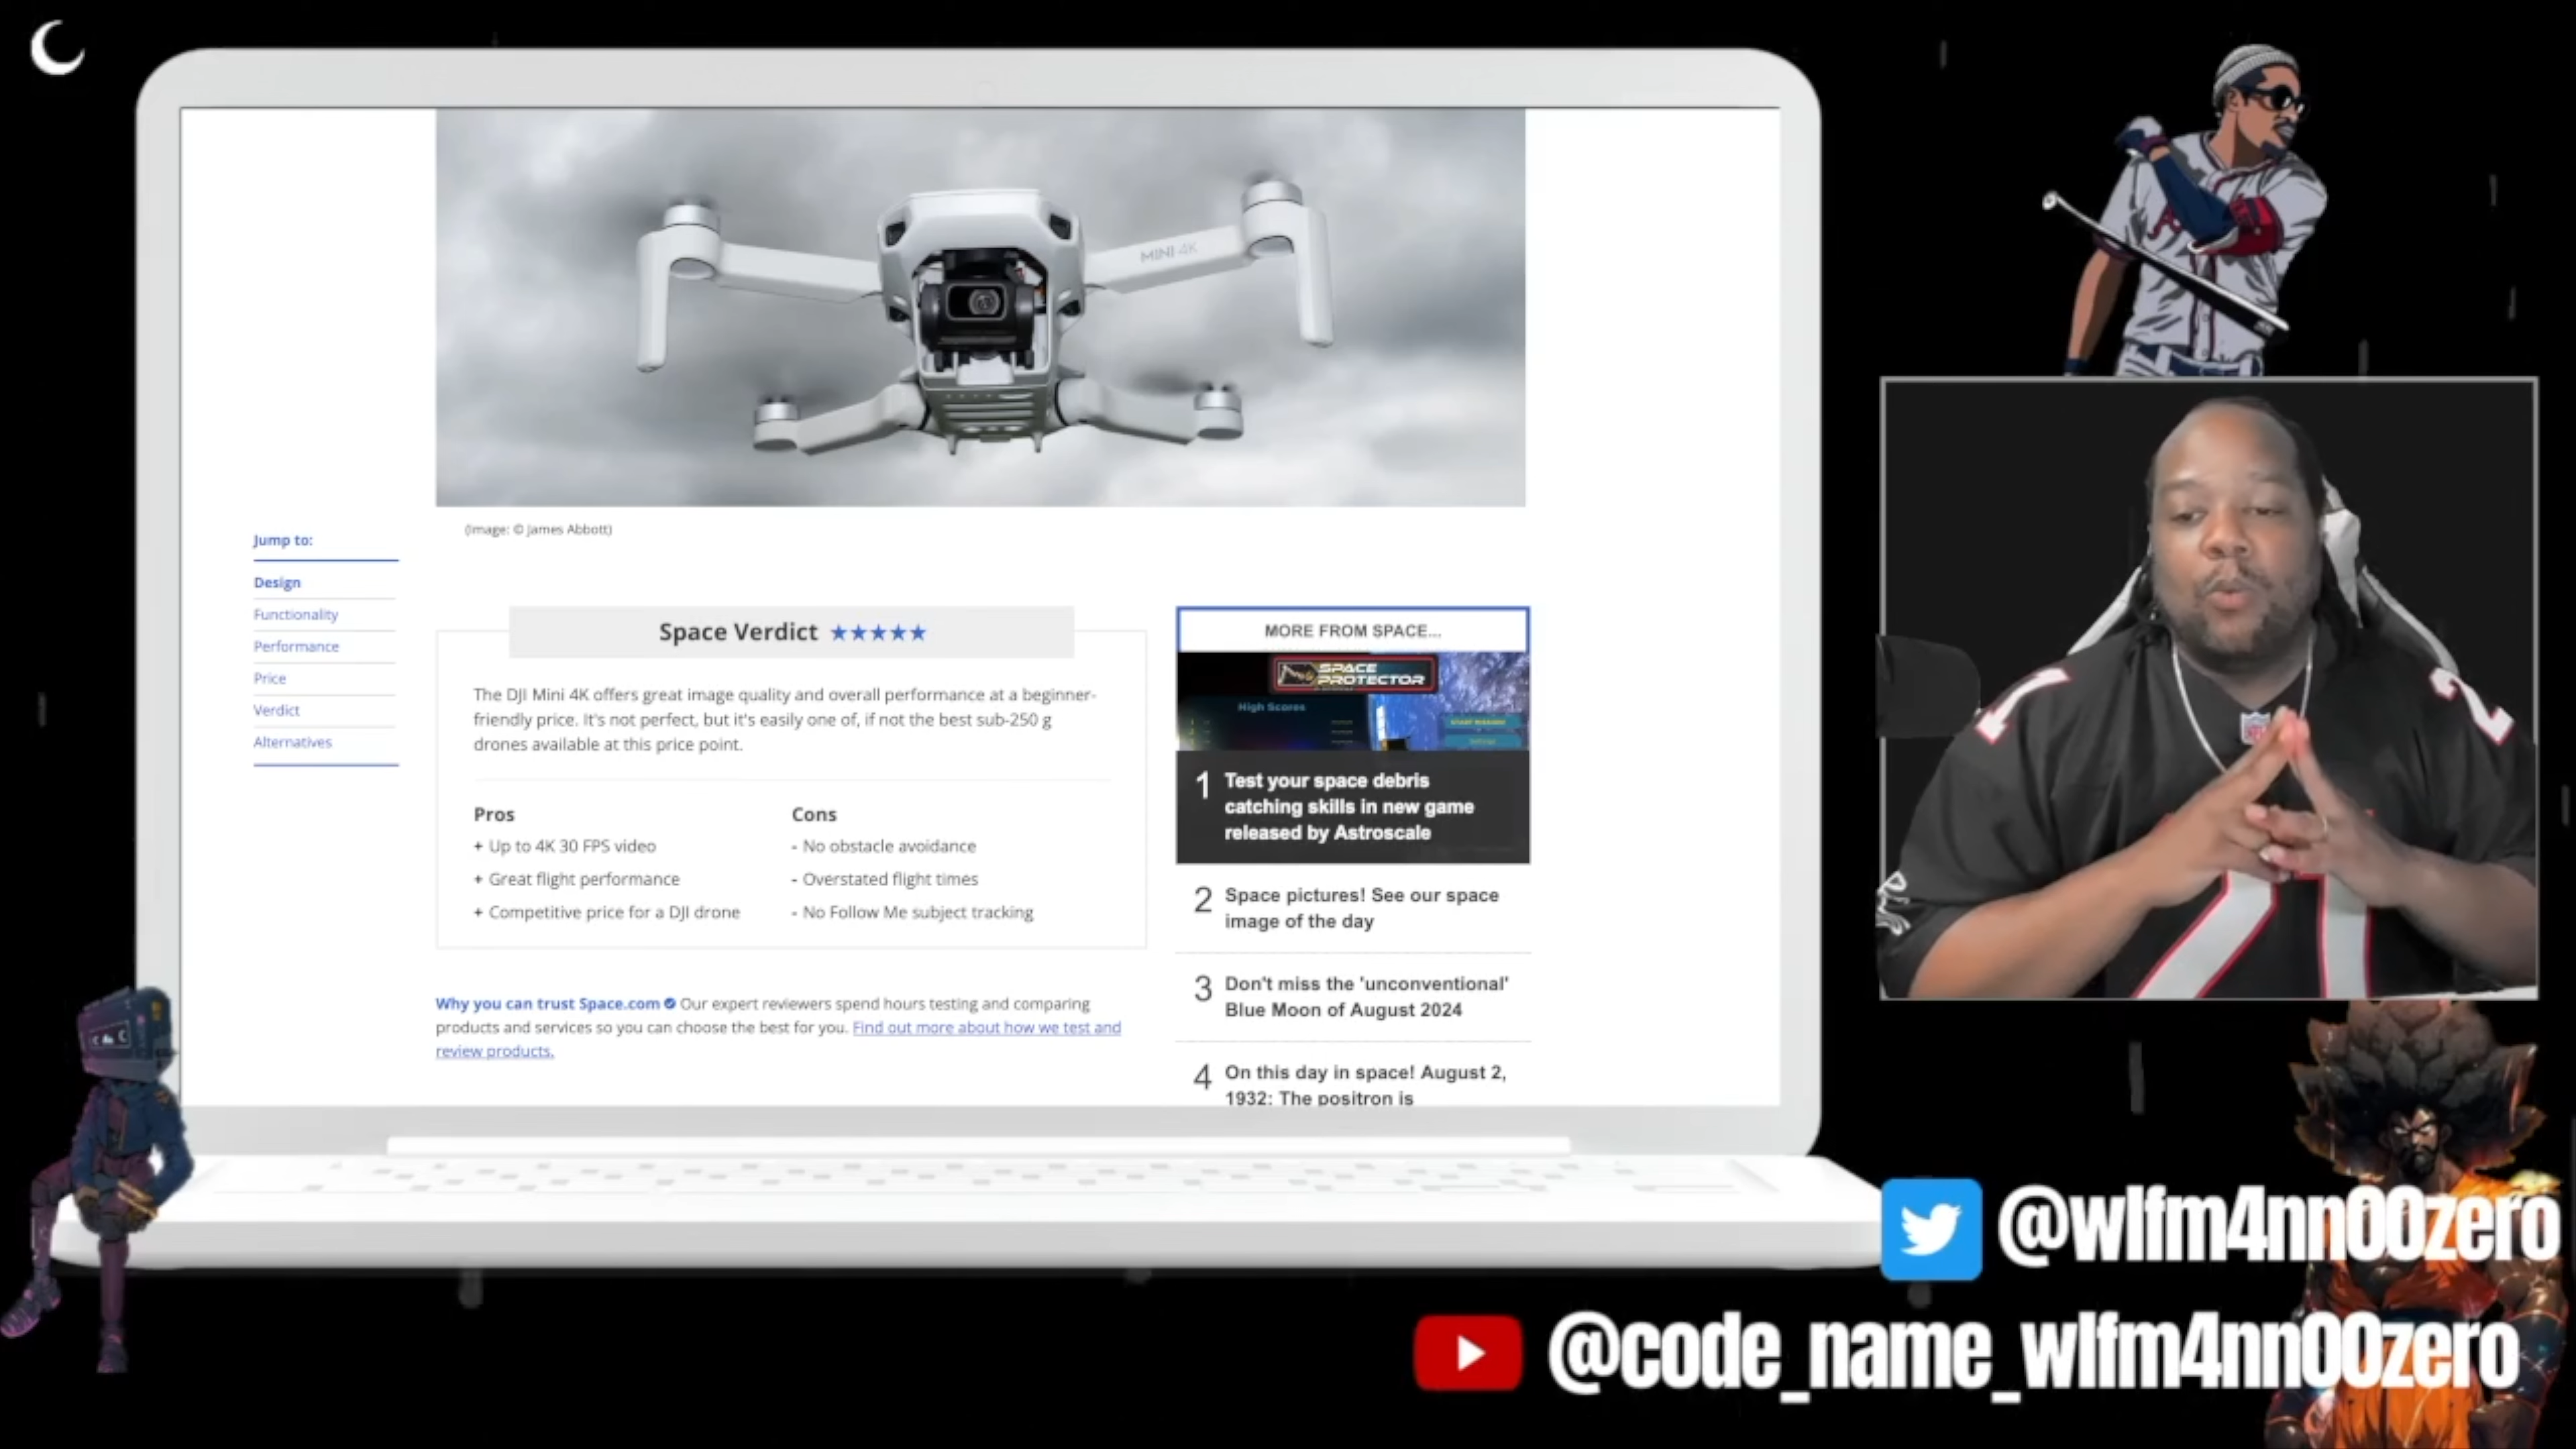 MINI 4K
(Image: © James Abbott)
Jump to:
Design
Functionality
Performance
Price
Verdict
Alternatives
Space Verdict ★★★★★
The DJI Mini 4K offers great image quality and overall performance at a beginner-
friendly price. It's not perfect, but it's easily one of, if not the best sub-250 g
drones available at this price point.
Pros
+ Up to 4K 30 FPS video
+ Great flight performance
+ Competitive price for a DJI drone
Cons
- No obstacle avoidance
- Overstated flight times
- No Follow Me subject tracking
Why you can trust Space.com Our expert reviewers spend hours testing and comparing
products and services so you can choose the best for you. Find out more about how we test and
review products.
MORE FROM SPACE...
SPACE
PROTECTOR
High Scores
1 Test your space debris
catching skills in new game
released by Astroscale
2 Space pictures! See our space
image of the day
3 Don't miss the 'unconventional'
Blue Moon of August 2024
4 On this day in space! August 2,
1932: The positron is
@wlfm4nn00zero
@code_name_wlfm4nn00zero